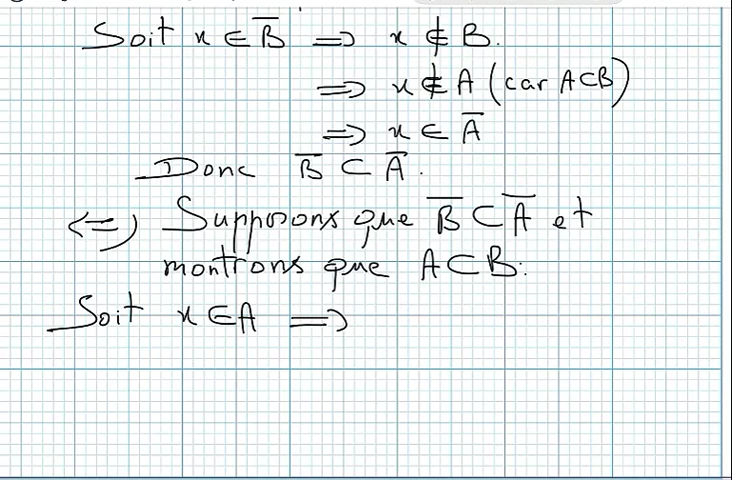 Soit x ∈ B̅ ⟹ x ∉ B.
⟹ x ∉ A (car A⊂B)
⟹ x ∈ A̅
Donc B̅ ⊂ A̅.
⟸) Supposons que B̅ ⊂ A̅ et
montrons que A⊂B:
Soit x ∈ A ⟹